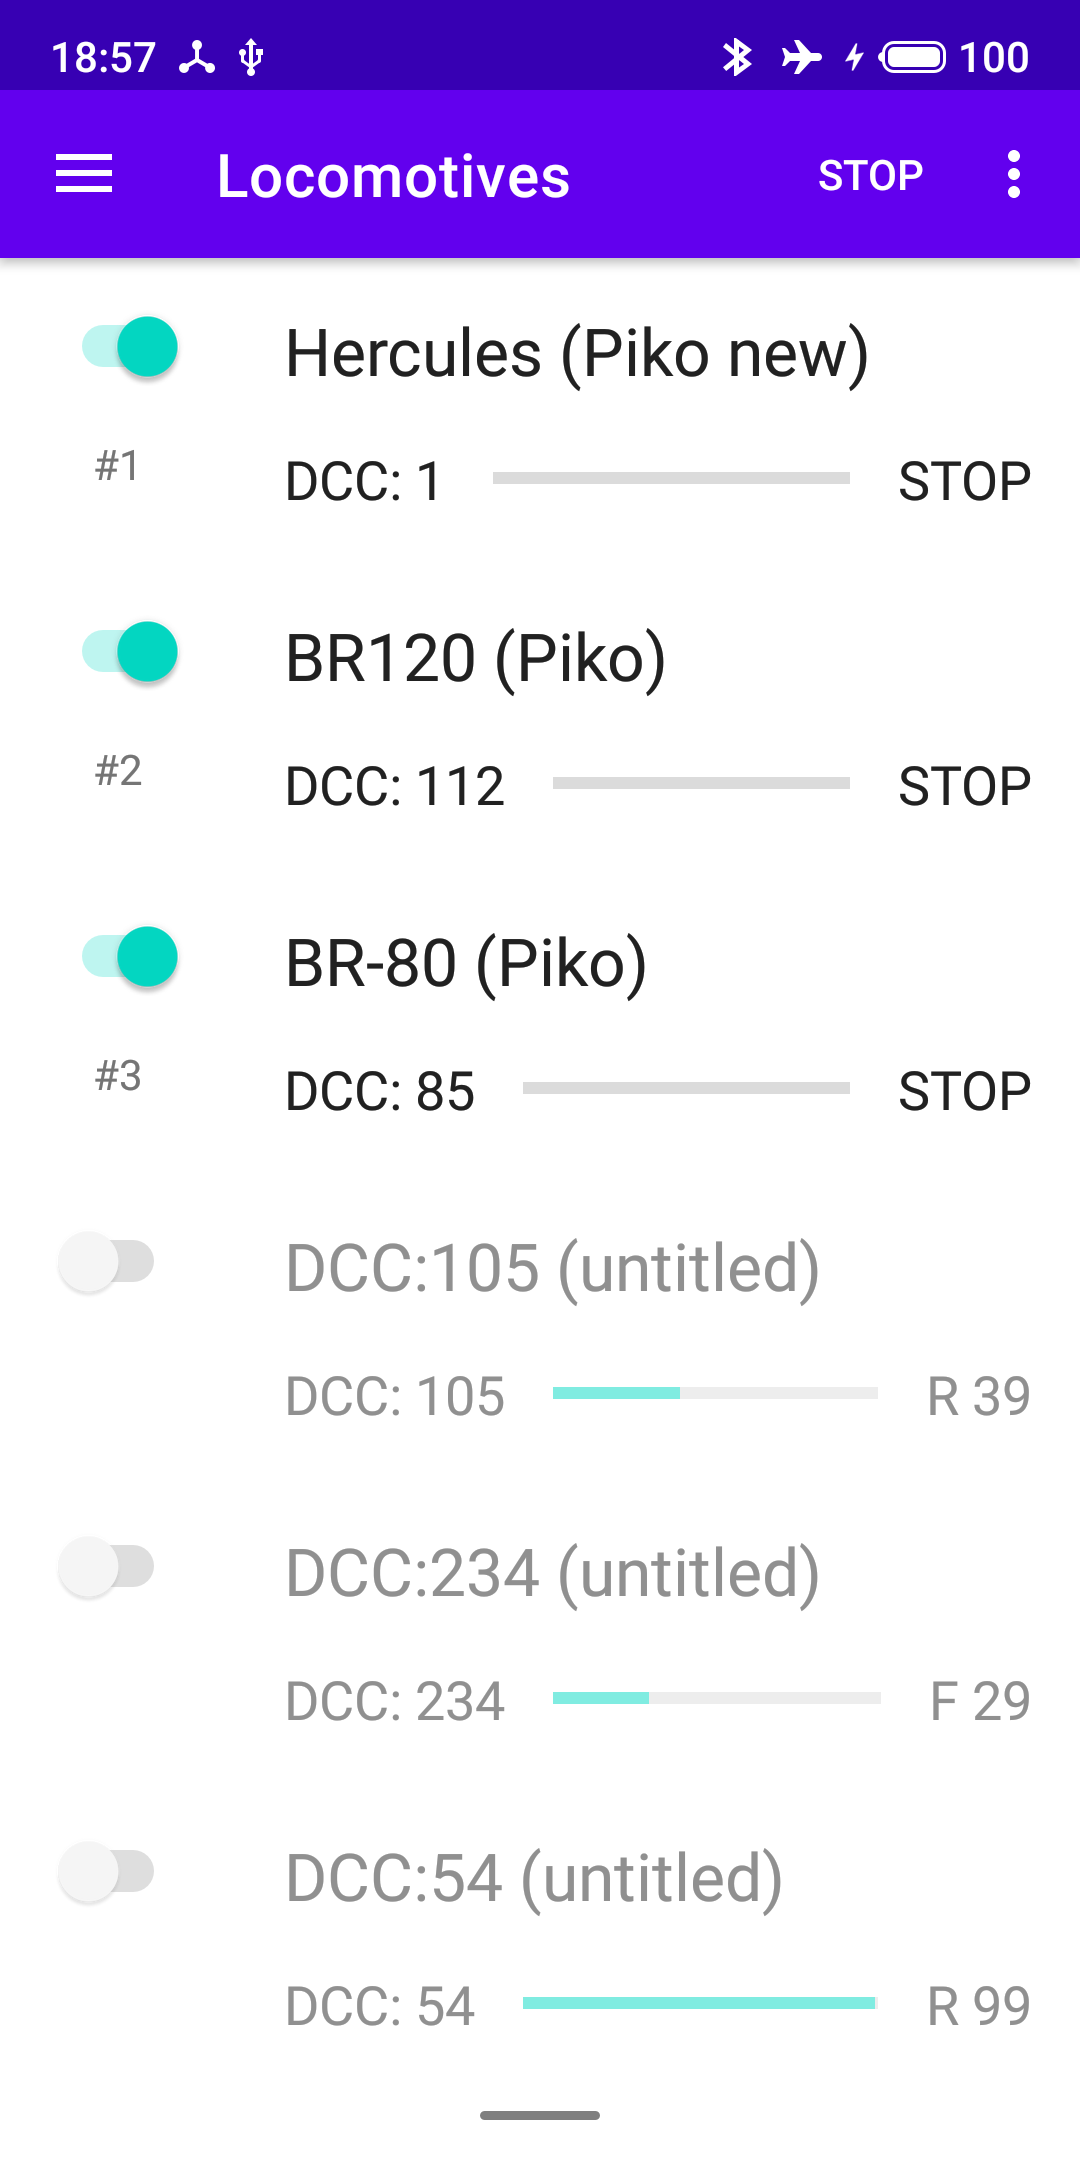 18:57 100
Locomotives STOP
Hercules (Piko new)
#1 DCC: 1 STOP
BR120 (Piko)
#2 DCC: 112 STOP
BR-80 (Piko)
#3 DCC: 85 STOP
DCC:105 (untitled)
DCC: 105 R 39
DCC:234 (untitled)
DCC: 234 F 29
DCC:54 (untitled)
DCC: 54 R 99